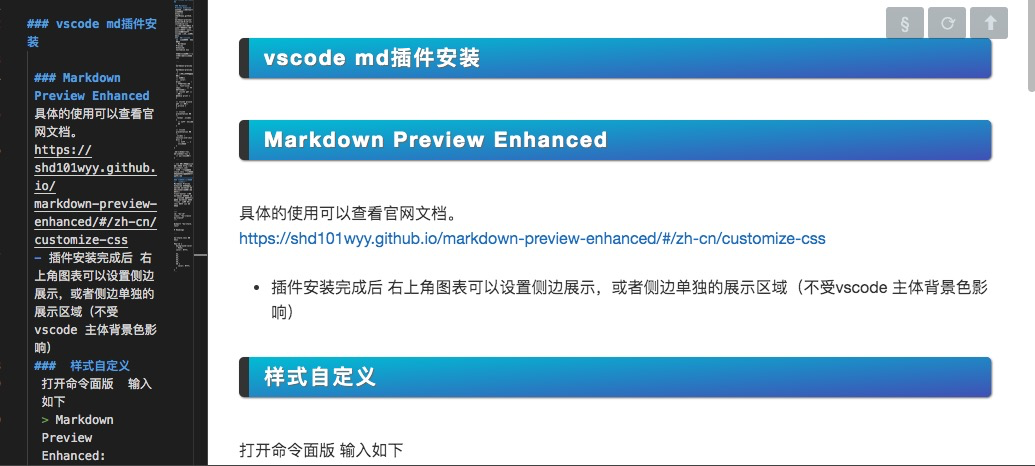 ### vscode md插件安
装
### Markdown
Preview Enhanced
具体的使用可以查看官
网文档。
https://
shd101wyy.github.
io/
markdown-preview-
enhanced/#/zh-cn/
customize-css
- 插件安装完成后 右
上角图表可以设置侧边
展示，或者侧边单独的
展示区域（不受
vscode 主体背景色影
响）
### 样式自定义
打开命令面版 输入
如下
> Markdown
Preview
Enhanced:
§
vscode md插件安装
Markdown Preview Enhanced
具体的使用可以查看官网文档。
https://shd101wyy.github.io/markdown-preview-enhanced/#/zh-cn/customize-css
• 插件安装完成后 右上角图表可以设置侧边展示，或者侧边单独的展示区域（不受vscode 主体背景色影
响）
样式自定义
打开命令面版 输入如下